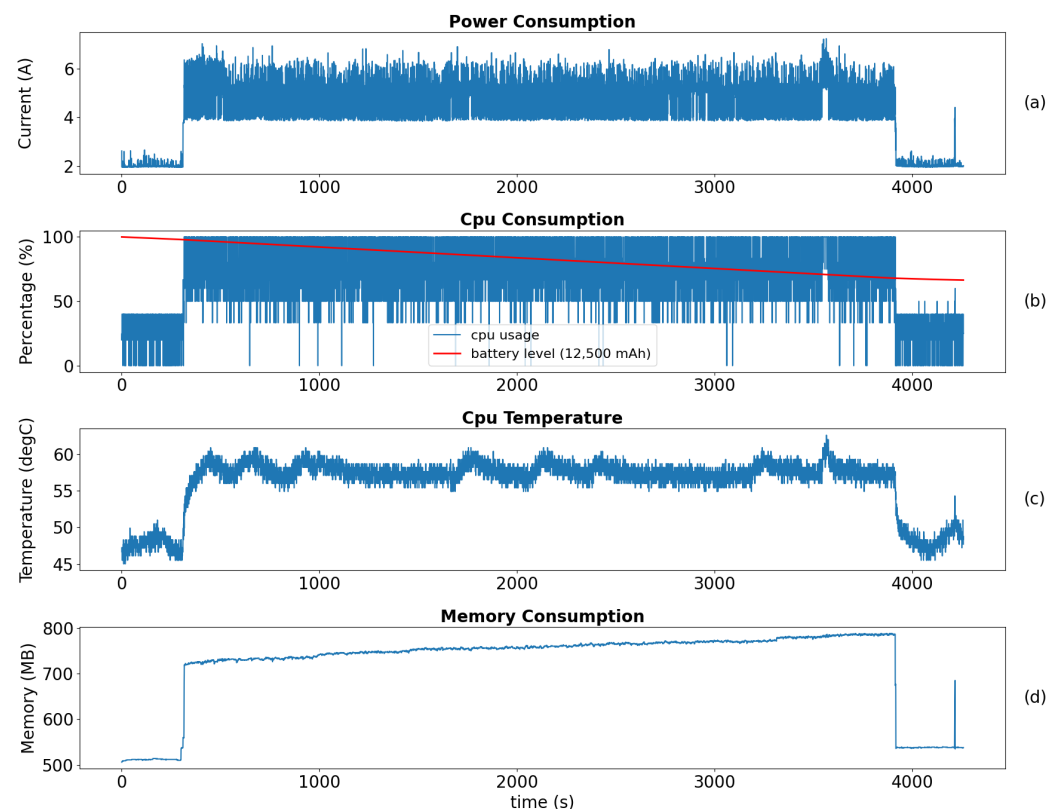 Power Consumption
Current (A)
6
4
2
0 1000 2000 3000 4000
(a)
Cpu Consumption
Percentage (%)
100
50
0
cpu usage
battery level (12,500 mAh)
0 1000 2000 3000 4000
(b)
Cpu Temperature
Temperature (degC)
60
55
50
45
0 1000 2000 3000 4000
(c)
Memory Consumption
Memory (MB)
800
700
600
500
0 1000 2000 3000 4000
time (s)
(d)